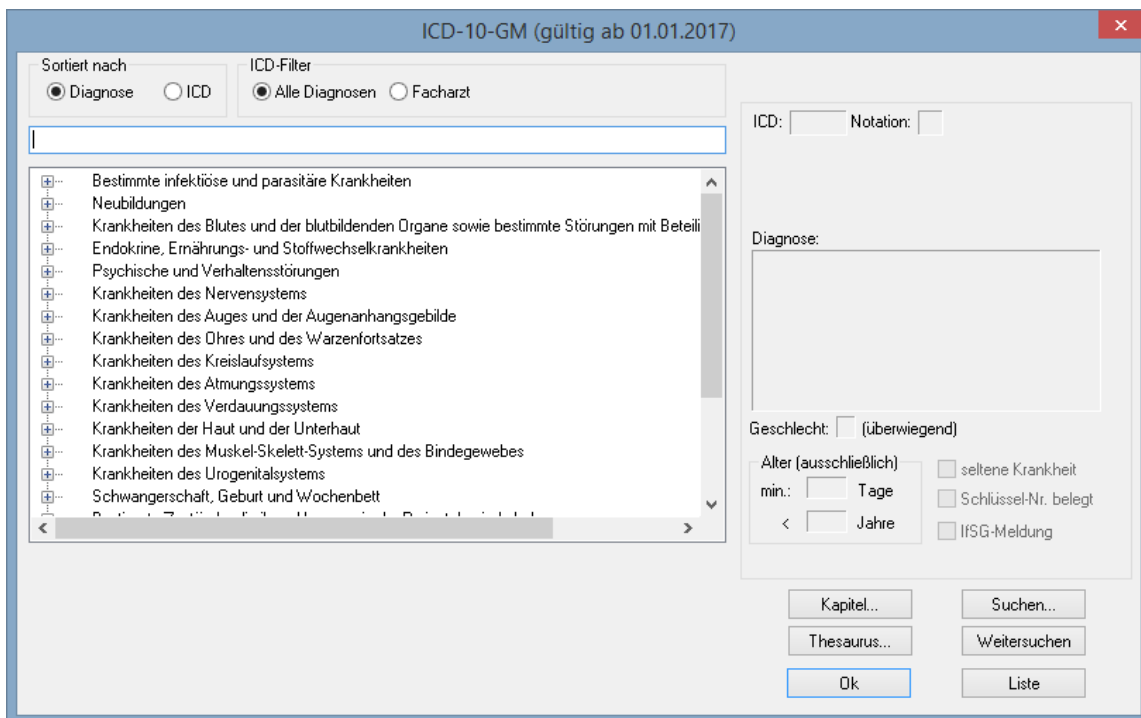 ICD-10-GM (gültig ab 01.01.2017)
Sortiert nach
Diagnose ICD
ICD-Filter
Alle Diagnosen Facharzt
Bestimmte infektiöse und parasitäre Krankheiten
Neubildungen
Krankheiten des Blutes und der blutbildenden Organe sowie bestimmte Störungen mit Beteili
Endokrine, Ernährungs- und Stoffwechselkrankheiten
Psychische und Verhaltensstörungen
Krankheiten des Nervensystems
Krankheiten des Auges und der Augenanhangsgebilde
Krankheiten des Ohres und des Warzenfortsatzes
Krankheiten des Kreislaufsystems
Krankheiten des Atmungssystems
Krankheiten des Verdauungssystems
Krankheiten der Haut und der Unterhaut
Krankheiten des Muskel-Skelett-Systems und des Bindegewebes
Krankheiten des Urogenitalsystems
Schwangerschaft, Geburt und Wochenbett
ICD: Notation:
Diagnose:
Geschlecht: (überwiegend)
Alter (ausschließlich)
min.: Tage
< Jahre
seltene Krankheit
Schlüssel-Nr. belegt
IfSG-Meldung
Kapitel... Suchen...
Thesaurus... Weitersuchen
Ok Liste